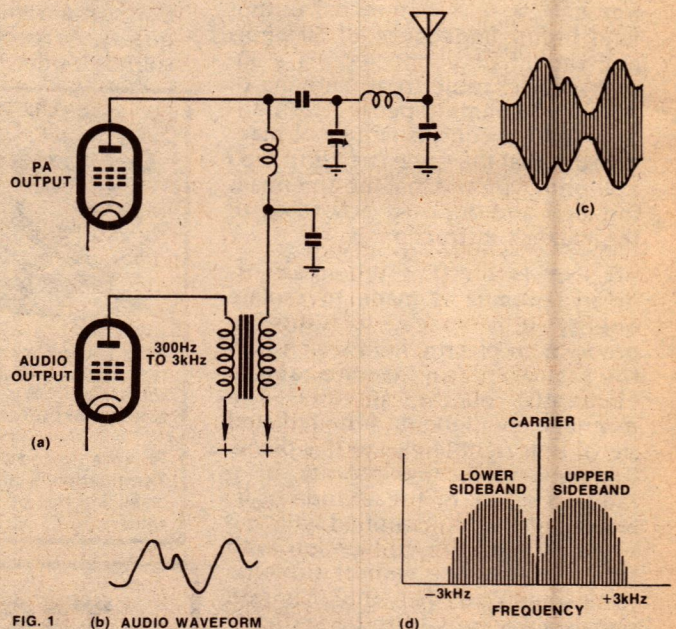 PA
OUTPUT
(c)
AUDIO
OUTPUT
300Hz
TO 3kHz
(a)
+ +
CARRIER
LOWER
SIDEBAND
UPPER
SIDEBAND
−3kHz
+3kHz
FREQUENCY
FIG. 1 (b) AUDIO WAVEFORM
(d)